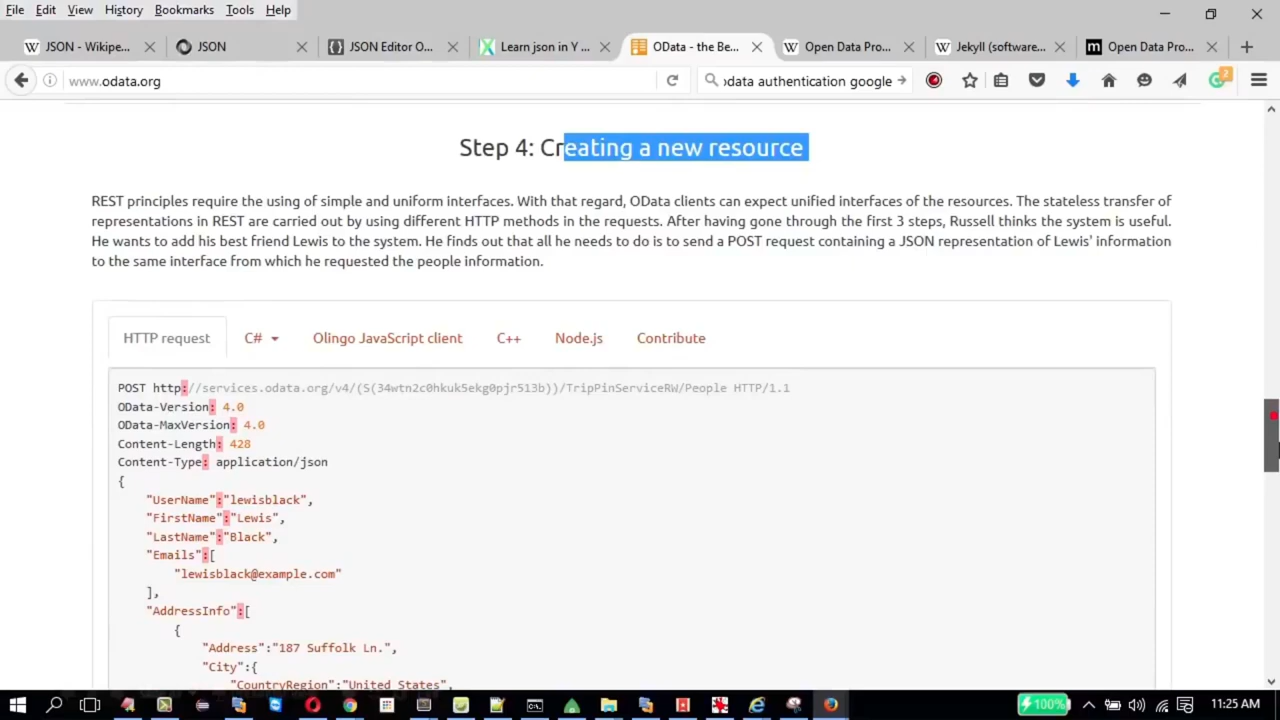 File Edit View History Bookmarks Tools Help
JSON - Wikipe...
JSON
JSON Editor O...
Learn json in Y ...
OData - the Be...
Open Data Pro...
Jekyll (software...
Open Data Pro...
www.odata.org
odata authentication google
2
Step 4: Creating a new resource
REST principles require the using of simple and uniform interfaces. With that regard, OData clients can expect unified interfaces of the resources. The stateless transfer of
representations in REST are carried out by using different HTTP methods in the requests. After having gone through the first 3 steps, Russell thinks the system is useful.
He wants to add his best friend Lewis to the system. He finds out that all he needs to do is to send a POST request containing a JSON representation of Lewis' information
to the same interface from which he requested the people information.
HTTP request C# Olingo JavaScript client C++ Node.js Contribute
POST http://services.odata.org/v4/(S(34wtn2c0hkuk5ekg0pjr513b))/TripPinServiceRW/People HTTP/1.1
OData-Version: 4.0
OData-MaxVersion: 4.0
Content-Length: 428
Content-Type: application/json
{
"UserName":"lewisblack",
"FirstName":"Lewis",
"LastName":"Black",
"Emails":[
"lewisblack@example.com"
],
"AddressInfo":[
{
"Address":"187 Suffolk Ln.",
"City":{
"CountryRegion":"United States",
100%
11:25 AM